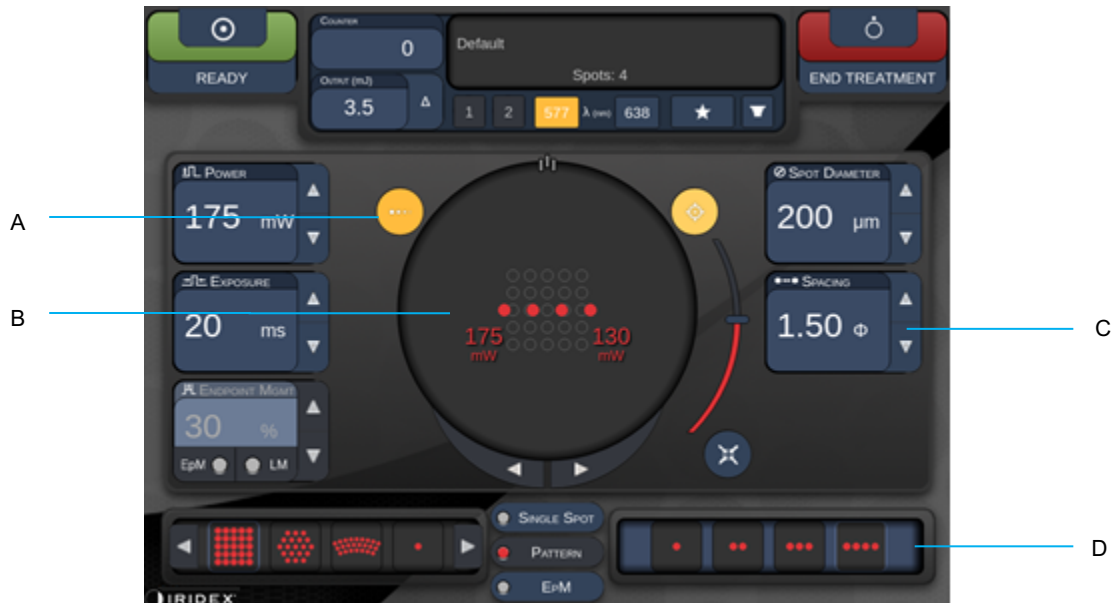 COUNTER
0
Default
Spots: 4
READY
OUTPUT (mJ)
3.5
Δ
1 2 577 λ (nm) 638
END TREATMENT
A
POWER
175 mW
SPOT DIAMETER
200 µm
B
EXPOSURE
20 ms
175 mW
130 mW
SPACING
1.50 Φ
C
ENDPOINT MGMT
30 %
EpM LM
SINGLE SPOT
PATTERN
EPM
D
IRIDEX